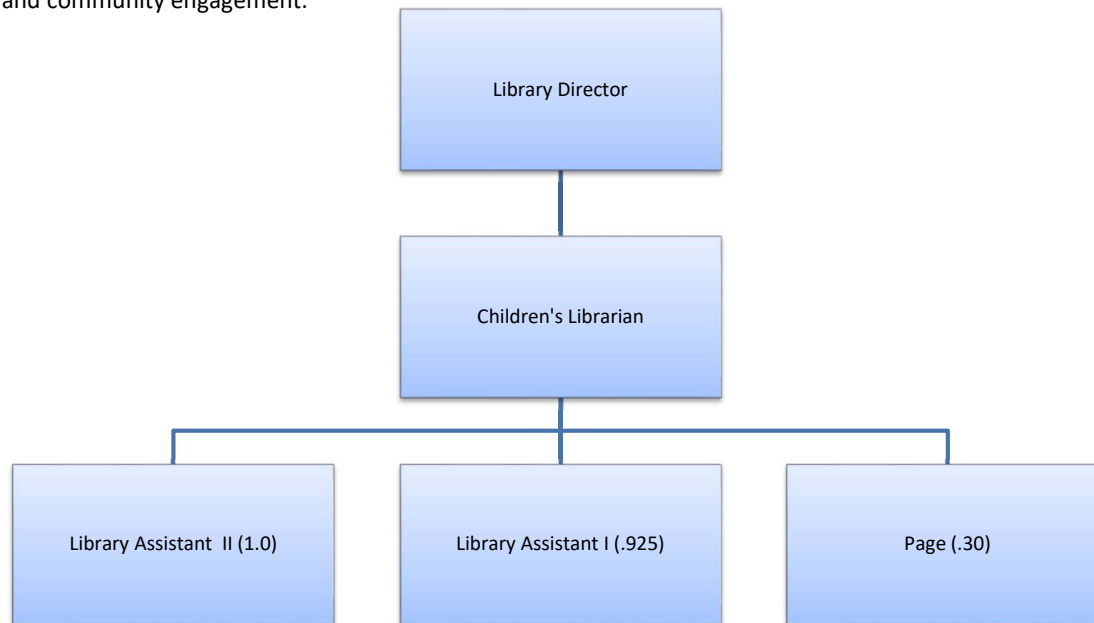 and community engagement.
Library Director
Children's Librarian
Library Assistant  II (1.0)
Library Assistant I (.925)
Page (.30)